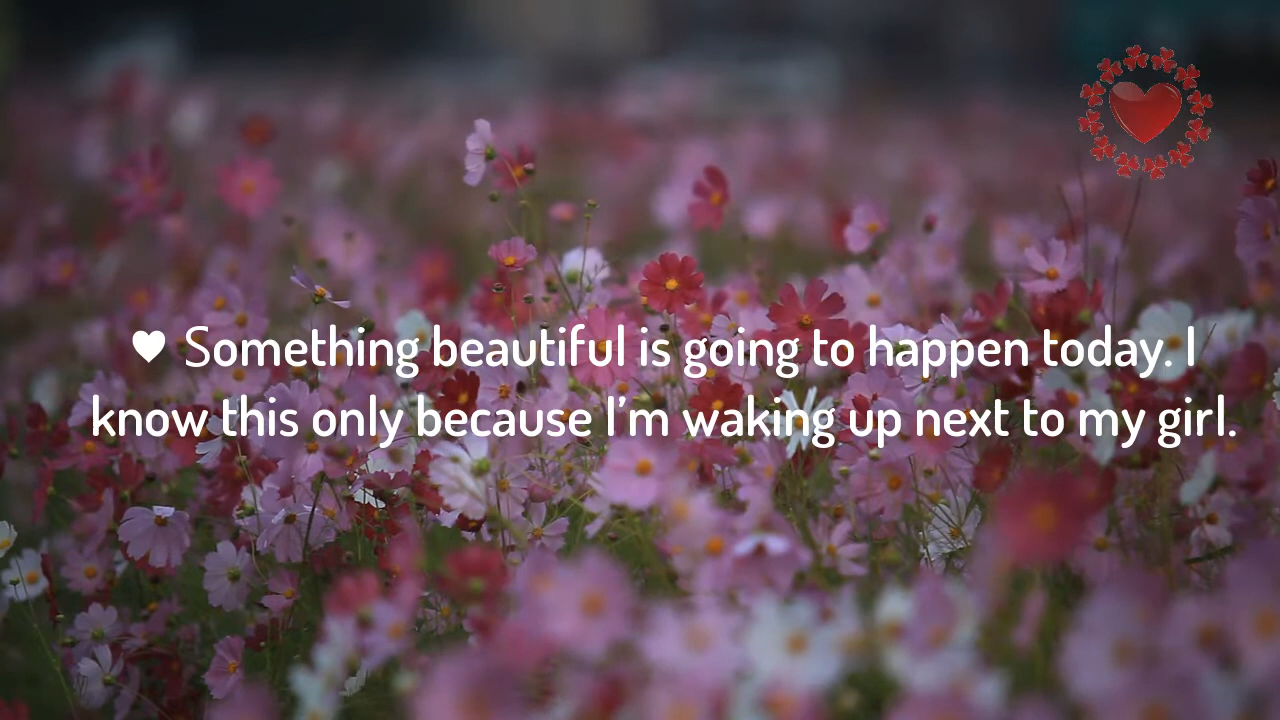 ♥ Something beautiful is going to happen today. I
know this only because I’m waking up next to my girl.